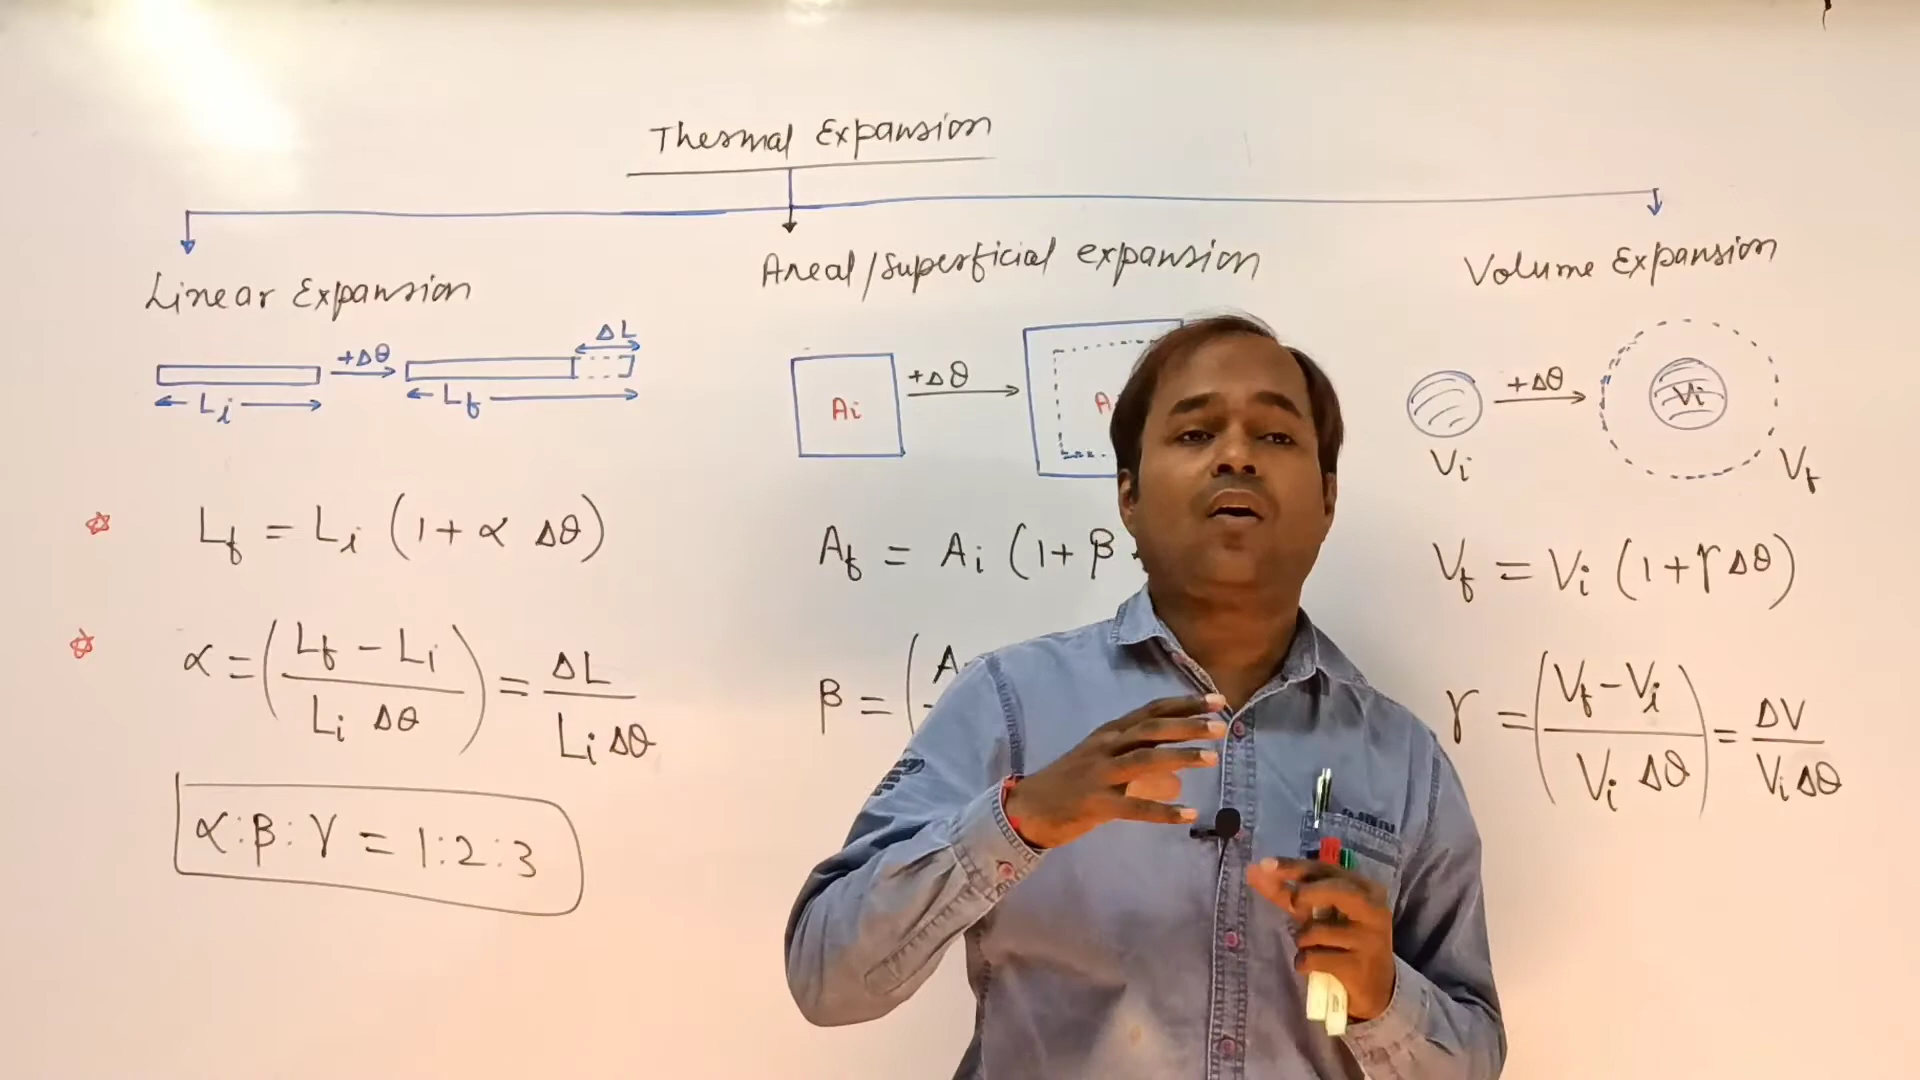 Thermal Expansion
Linear Expansion
ΔL
+Δθ
Li
Lf
Lf = Li (1 + α Δθ)
α = (Lf - Li / Li Δθ) = ΔL / Li Δθ
α : β : γ = 1 : 2 : 3
Areal/Superficial expansion
Ai
+Δθ
A
Af = Ai (1 + β
β = ( A
Volume Expansion
+Δθ
Vi
Vi
Vf
Vf = Vi (1 + γ Δθ)
γ = (Vf - Vi / Vi Δθ) = ΔV / Vi Δθ